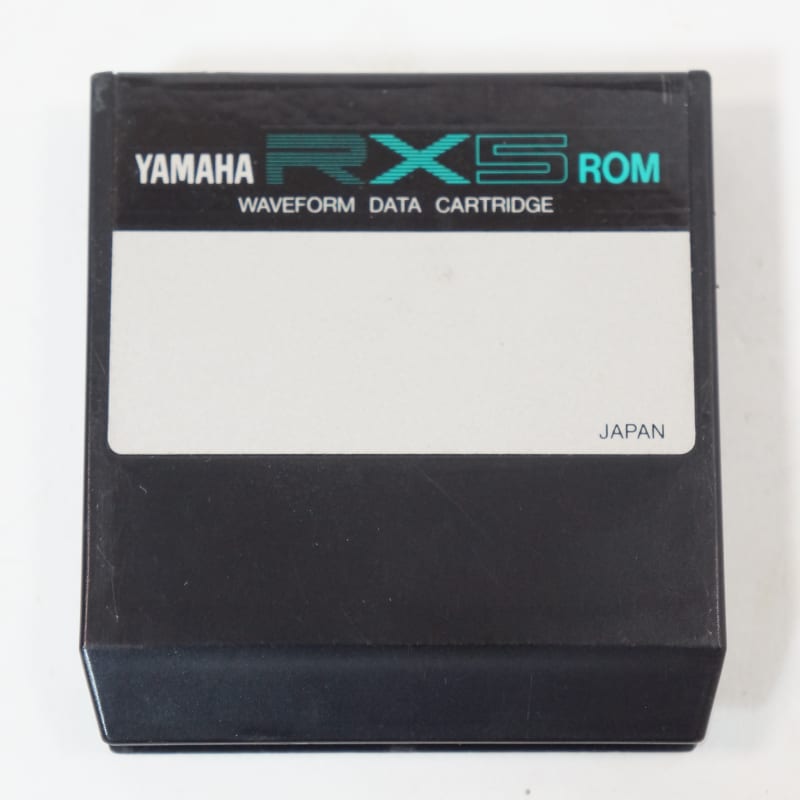 YAMAHA RX5 ROM
WAVEFORM DATA CARTRIDGE
JAPAN